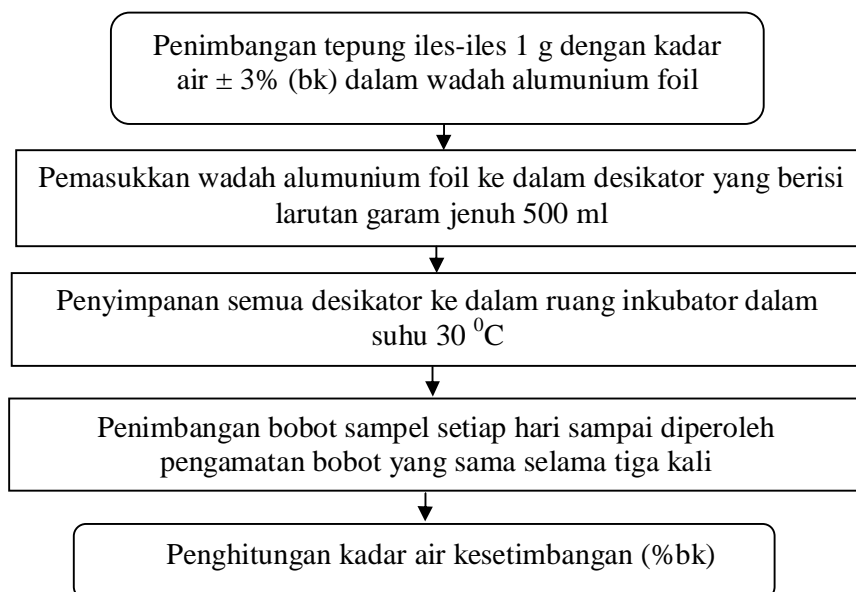 Penimbangan tepung iles-iles 1 g dengan kadar
air ± 3% (bk) dalam wadah alumunium foil
Pemasukkan wadah alumunium foil ke dalam desikator yang berisi
larutan garam jenuh 500 ml
Penyimpanan semua desikator ke dalam ruang inkubator dalam
suhu 30 ⁰C
Penimbangan bobot sampel setiap hari sampai diperoleh
pengamatan bobot yang sama selama tiga kali
Penghitungan kadar air kesetimbangan (%bk)